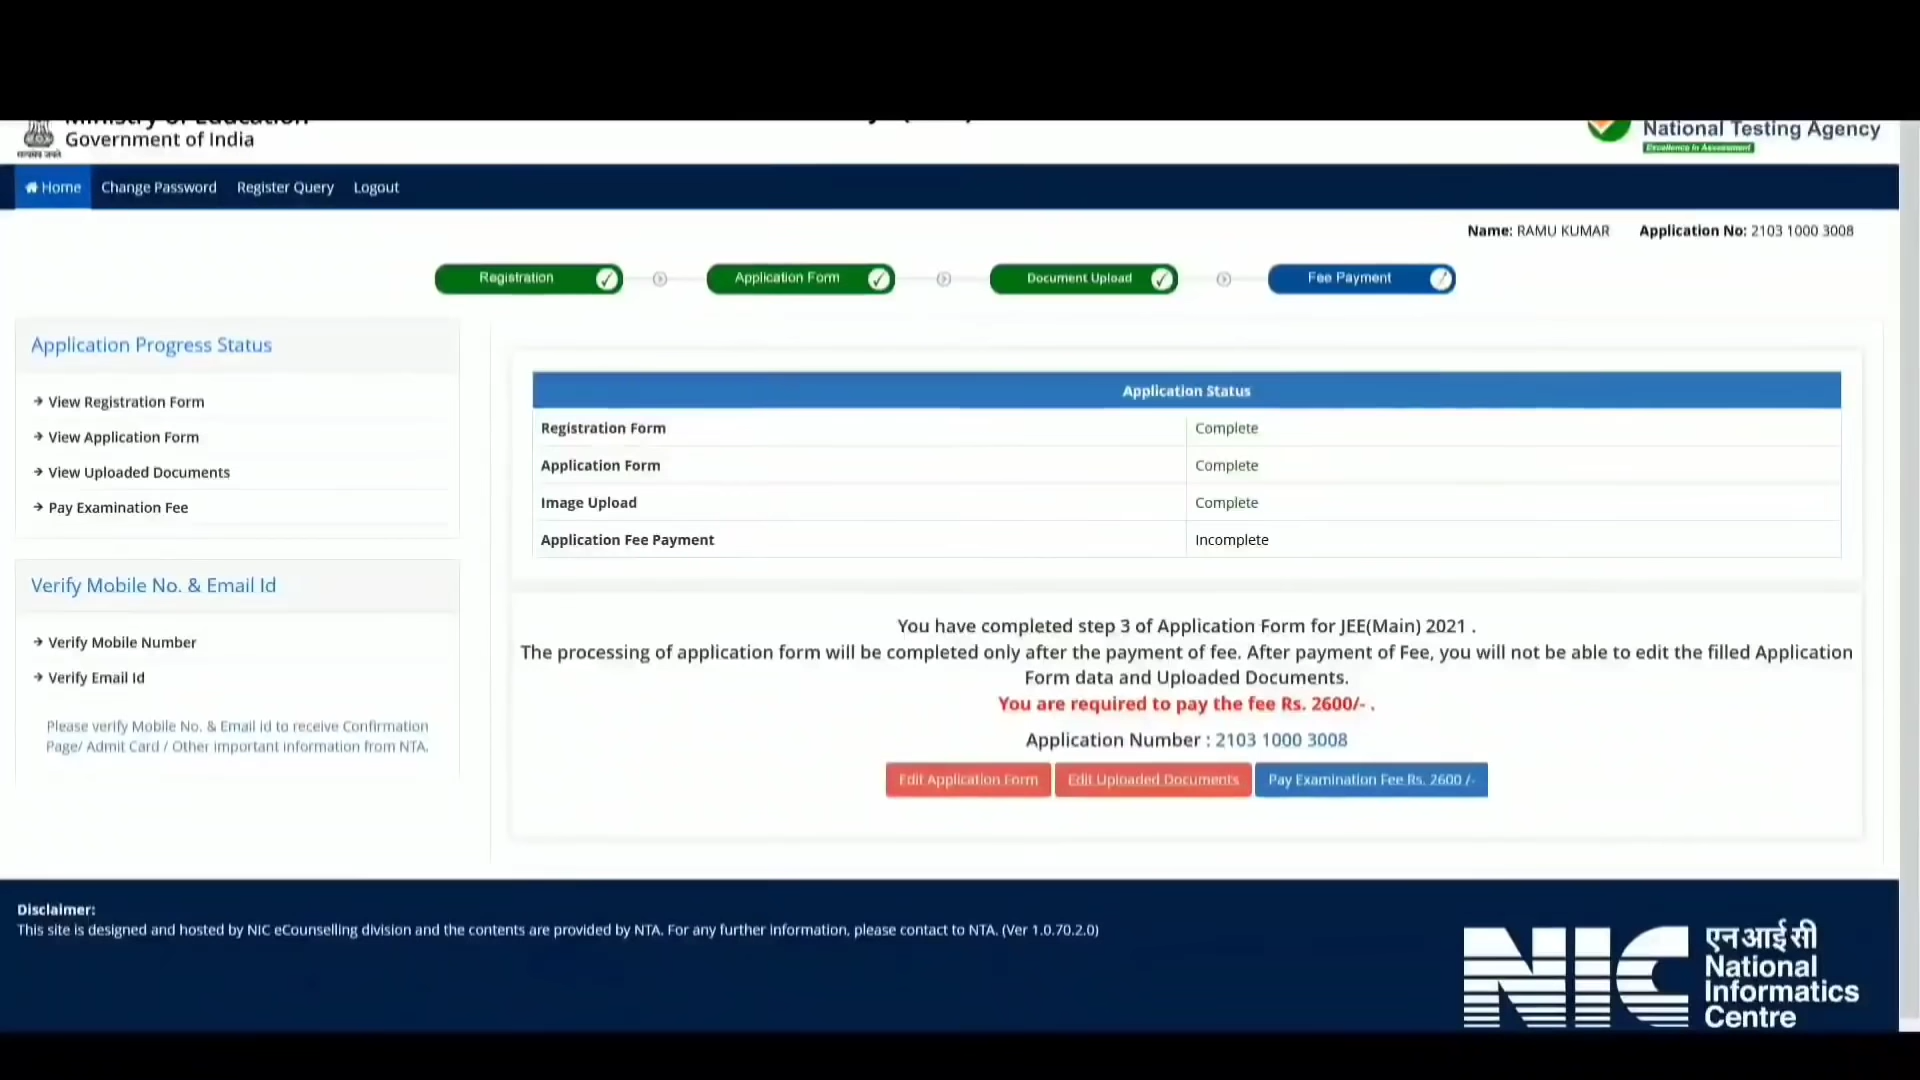 Ministry of Education
Government of India
National Testing Agency
Excellence in Assessment
Home Change Password Register Query Logout
Name: RAMU KUMAR Application No: 2103 1000 3008
Registration Application Form Document Upload Fee Payment
Application Progress Status
View Registration Form
View Application Form
View Uploaded Documents
Pay Examination Fee
Verify Mobile No. & Email Id
Verify Mobile Number
Verify Email Id
Please verify Mobile No. & Email id to receive Confirmation
Page/ Admit Card / Other important information from NTA.
Application Status
Registration Form Complete
Application Form Complete
Image Upload Complete
Application Fee Payment Incomplete
You have completed step 3 of Application Form for JEE(Main) 2021 .
The processing of application form will be completed only after the payment of fee. After payment of Fee, you will not be able to edit the filled Application
Form data and Uploaded Documents.
You are required to pay the fee Rs. 2600/- .
Application Number : 2103 1000 3008
Edit Application Form Edit Uploaded Documents Pay Examination Fee Rs. 2600 /-
Disclaimer:
This site is designed and hosted by NIC eCounselling division and the contents are provided by NTA. For any further information, please contact to NTA. (Ver 1.0.70.2.0)
NIC
एन आई सी
National
Informatics
Centre